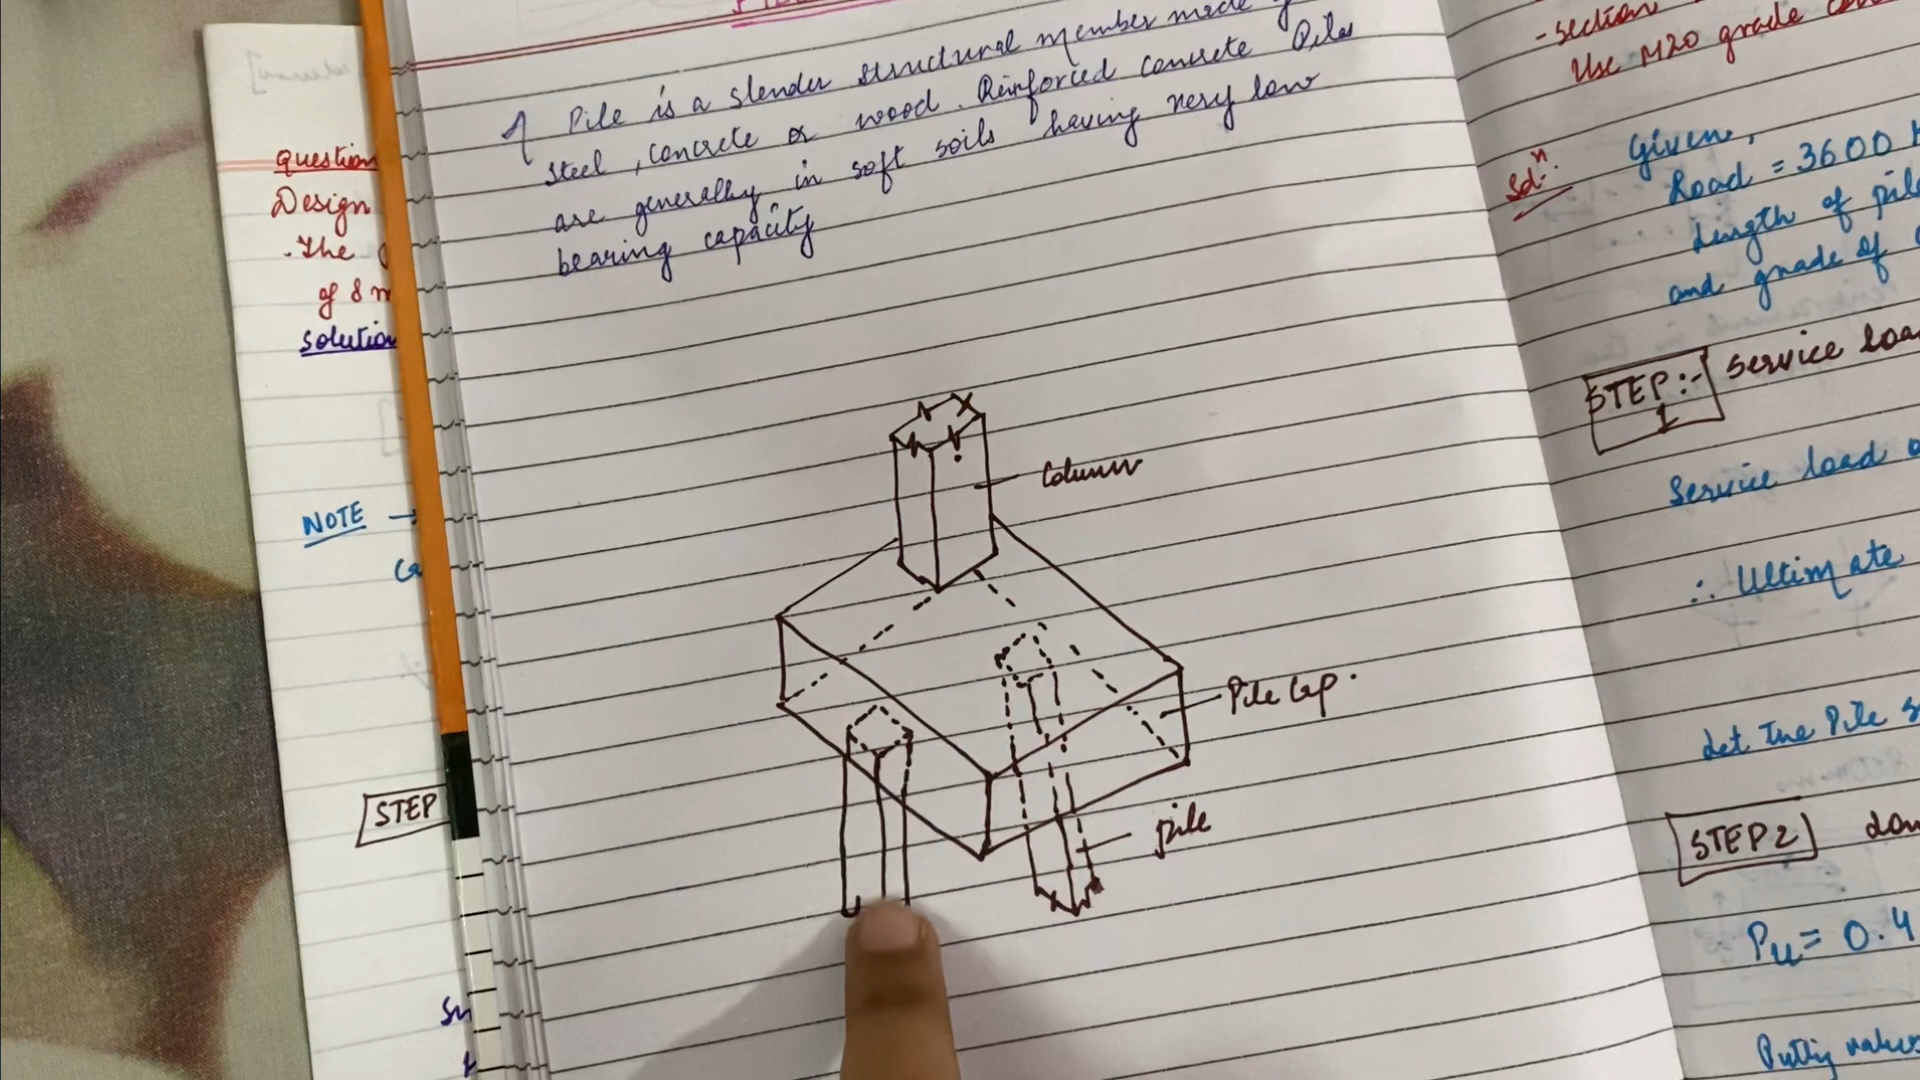 A Pile is a slender structural member made
steel, concrete or wood. Reinforced concrete Piles
are generally in soft soils having very low
bearing capacity
Column
Pile Cap.
pile
question
Design
. The
of 8 m
solution
NOTE →
STEP
-section
Use M20 grade
Soln:
Given,
Load = 3600
Length of pile
and grade of
STEP:- 1 Service loa
Service load
∴ Ultimate
Let the Pile s
STEP 2
Pu = 0.4
Putting values